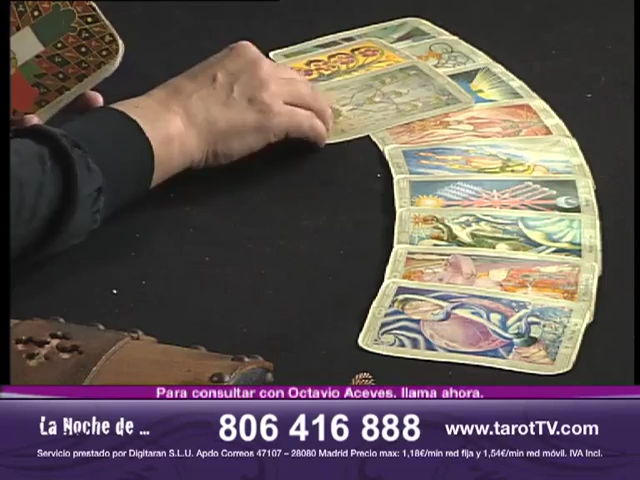 Para consultar con Octavio Aceves, llama ahora.
La Noche de ... 806 416 888 www.tarotTV.com
Servicio prestado por Digitaran S.L.U. Apdo Correos 47107 – 28080 Madrid Precio max: 1,18€/min red fija y 1,54€/min red móvil. IVA Incl.